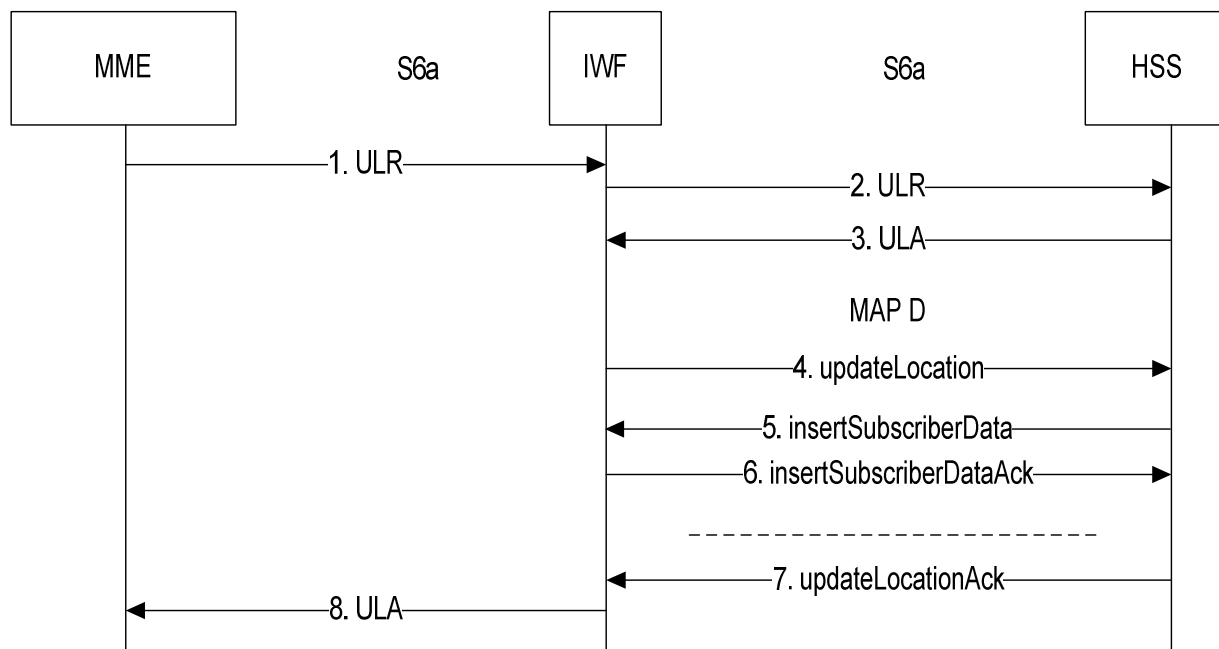 MME
S6a
IWF
S6a
HSS
1. ULR
2. ULR
3. ULA
MAP D
4. updateLocation
5. insertSubscriberData
6. insertSubscriberDataAck
7. updateLocationAck
8. ULA